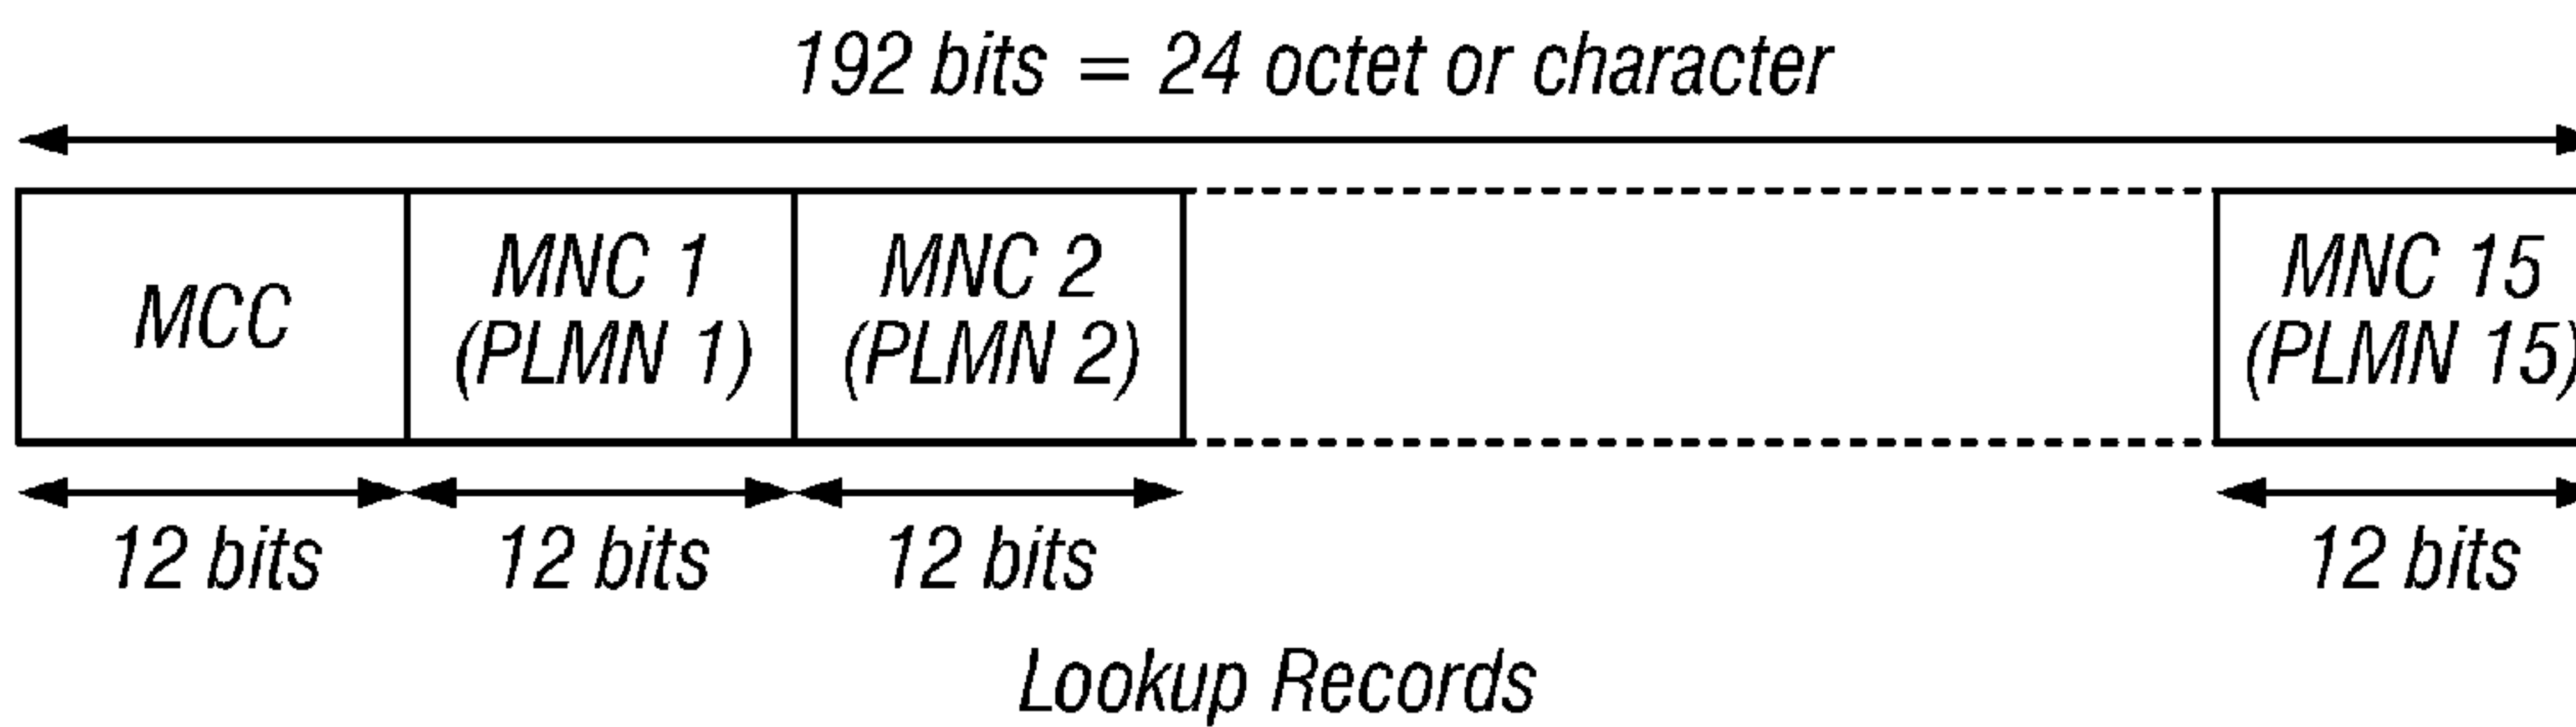 192 bits = 24 octet or character
MCC
MNC 1
(PLMN 1)
MNC 2
(PLMN 2)
MNC 15
(PLMN 15)
12 bits
12 bits
12 bits
12 bits
Lookup Records